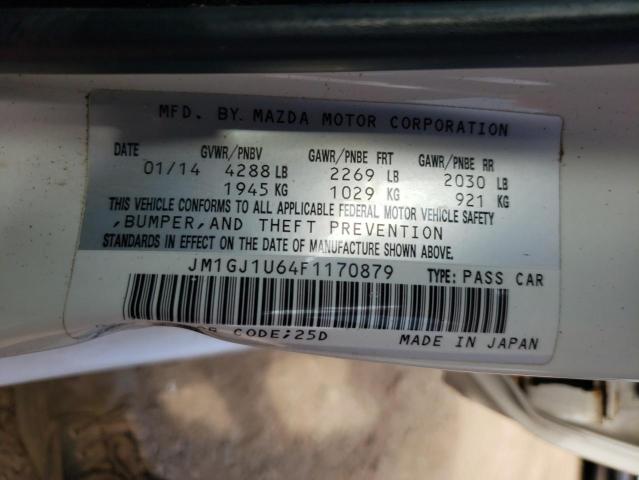 MFD. BY MAZDA MOTOR CORPORATION
DATE GVWR/PNBV GAWR/PNBE FRT GAWR/PNBE RR
01/14 4288 LB 2269 LB 2030 LB
1945 KG 1029 KG 921 KG
THIS VEHICLE CONFORMS TO ALL APPLICABLE FEDERAL MOTOR VEHICLE SAFETY
,BUMPER,AND THEFT PREVENTION
STANDARDS IN EFFECT ON THE DATE OF MANUFACTURE SHOWN ABOVE.
JM1GJ1U64F1170879 TYPE: PASS CAR
CODE;25D MADE IN JAPAN